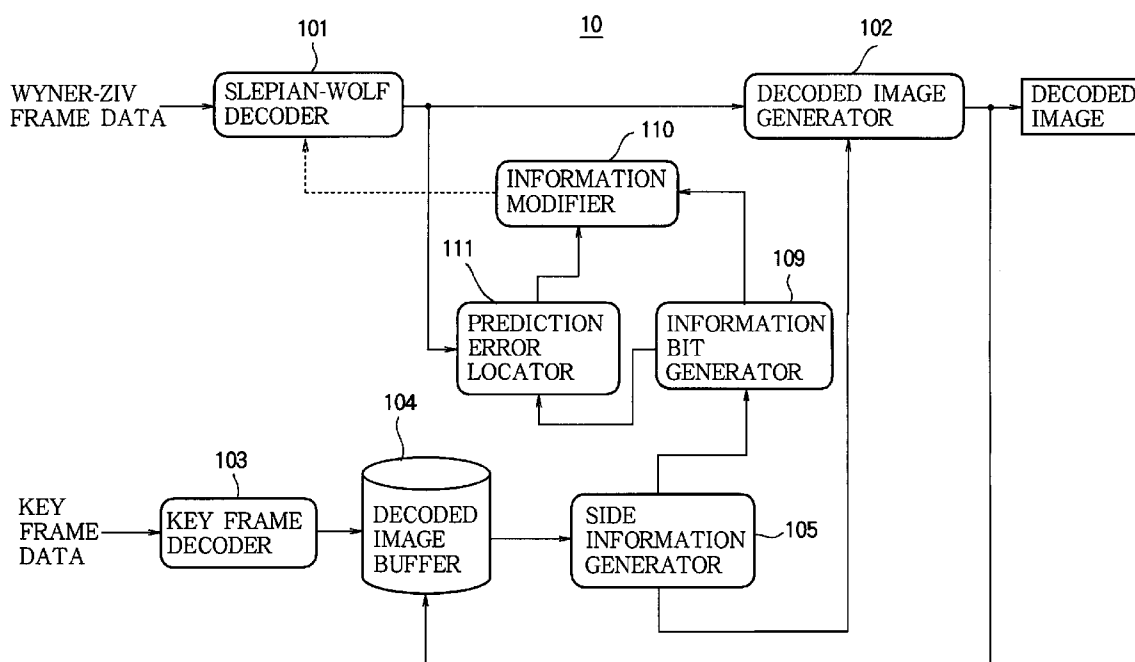 10
101
102
WYNER-ZIV
FRAME DATA
SLEPIAN-WOLF
DECODER
DECODED IMAGE
GENERATOR
DECODED
IMAGE
110
INFORMATION
MODIFIER
111
109
PREDICTION
ERROR
LOCATOR
INFORMATION
BIT
GENERATOR
104
103
KEY
FRAME
DATA
KEY FRAME
DECODER
DECODED
IMAGE
BUFFER
SIDE
INFORMATION
GENERATOR
105